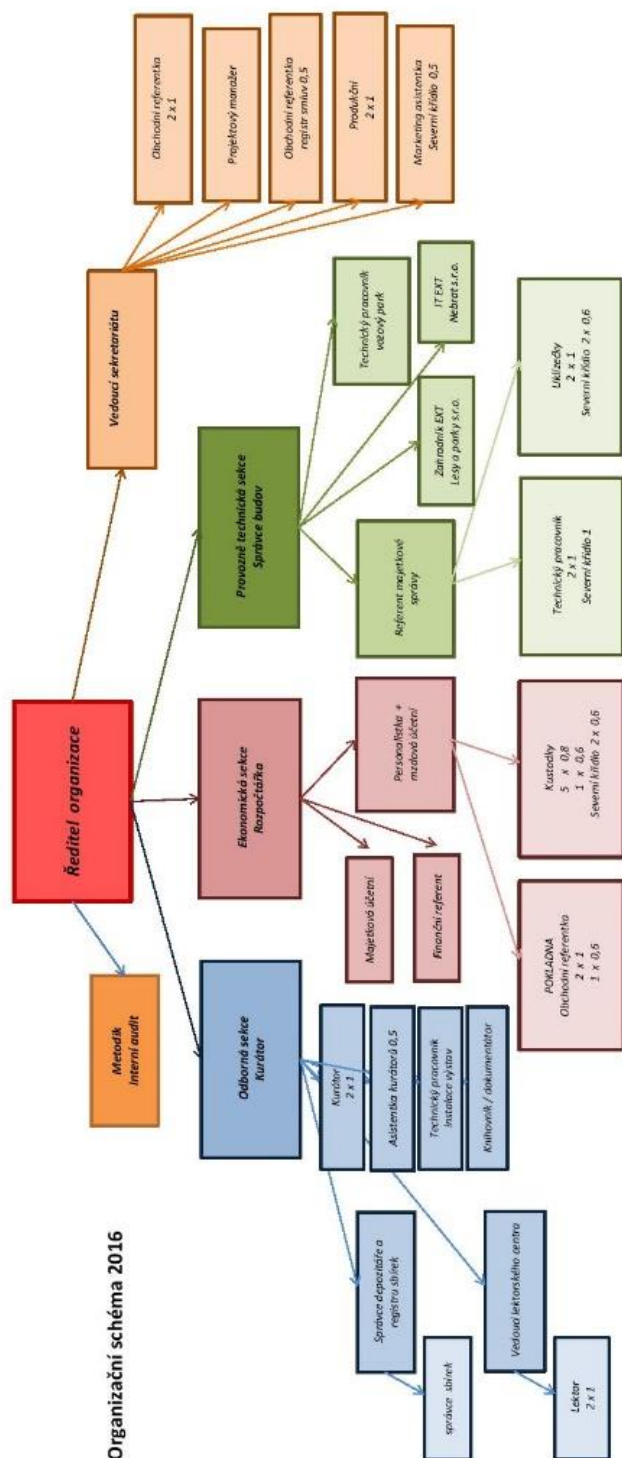 Organizační schéma 2016
Ředitel organizace
Metodik
Interní audit
Vedoucí sekretariátu
Obchodní referentka
2 x 1
Projektový manažer
Obchodní referentka
registr smluv 0,5
Produkční
2 x 1
Marketing asistentka
Severní křídlo 0,5
Odborná sekce
Kurátor
Ekonomická sekce
Rozpočtářka
Provozně technická sekce
Správce budov
Správce depozitáře a
registru sbírek
správce sbírek
Vedoucí lektorského centra
Lektor
2 x 1
Kurátor
2 x 1
Asistentka kurátorů 0,5
Technický pracovník
Instalace výstav
Knihovník / dokumentátor
Majetková účetní
Finanční referent
Personalistka +
mzdová účetní
POKLADNA
Obchodní referentka
2 x 1
1 x 0,6
Kustodky
5 x 0,8
1 x 0,6
Severní křídlo 2 x 0,6
Referent majetkové
správy
Zahradník EXT
Lesy a parky s.r.o.
Technický pracovník
vozový park
IT EXT
Nebrat s.r.o.
Technický pracovník
2 x 1
Severní křídlo 1
Uklízečky
2 x 1
Severní křídlo 2 x 0,6